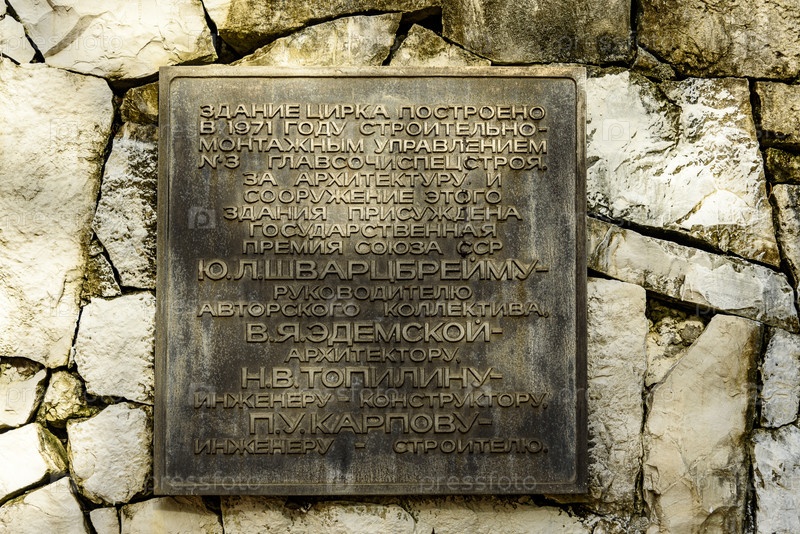 ЗДАНИЕ ЦИРКА ПОСТРОЕНО
В 1971 ГОДУ СТРОИТЕЛЬНО-
МОНТАЖНЫМ УПРАВЛЕНИЕМ
№3 ГЛАВСОЧИСПЕЦСТРОЯ.
ЗА АРХИТЕКТУРУ И
СООРУЖЕНИЕ ЭТОГО
ЗДАНИЯ ПРИСУЖДЕНА
ГОСУДАРСТВЕННАЯ
ПРЕМИЯ СОЮЗА ССР
Ю.Л.ШВАРЦБРЕЙМУ-
РУКОВОДИТЕЛЮ
АВТОРСКОГО КОЛЛЕКТИВА,
В.Я.ЭДЕМСКОЙ-
АРХИТЕКТОРУ,
Н.В.ТОПИЛИНУ-
ИНЖЕНЕРУ - КОНСТРУКТОРУ,
П.У.КАРПОВУ-
ИНЖЕНЕРУ - СТРОИТЕЛЮ.
pressfoto